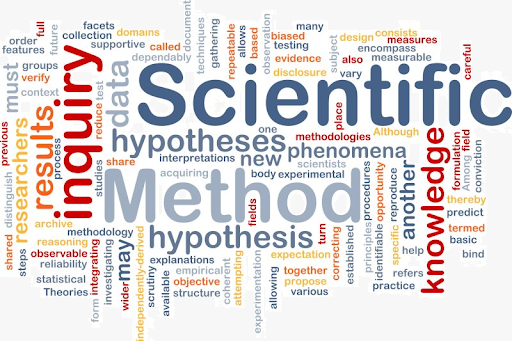 full
order
features
groups
verify
context
must
facets
collection
supportive
future
domains
called
dependably
document
techniques
gathering
repeatable
allows
based
observation
biased
testing
evidence
disclosure
many
subject
vary
design
also
place
consists
encompass
measures
measurable
careful
Scientific
inquiry
data
reduce
test
previous
researchers
results
process
hypotheses
one
methodologies
Although
interpretations
new
phenomena
scientists
share
studies
acquiring
body
experimental
Method
knowledge
formulation
Among
field
conviction
another
procedures
reproduce
opportunity
identifiable
specific
principles
thereby
predict
termed
basic
bind
help
refers
practice
shared
steps
distinguish
archive
reasoning
observable
reliability
statistical
Theories
methodology
integrating
investigating
form
may
wider
independently-derived
hypothesis
fields
explanations
scrutiny
available
empirical
objective
structure
coherent
attempting
experimentation
expectation
turn
together
propose
allowing
various
correcting
established